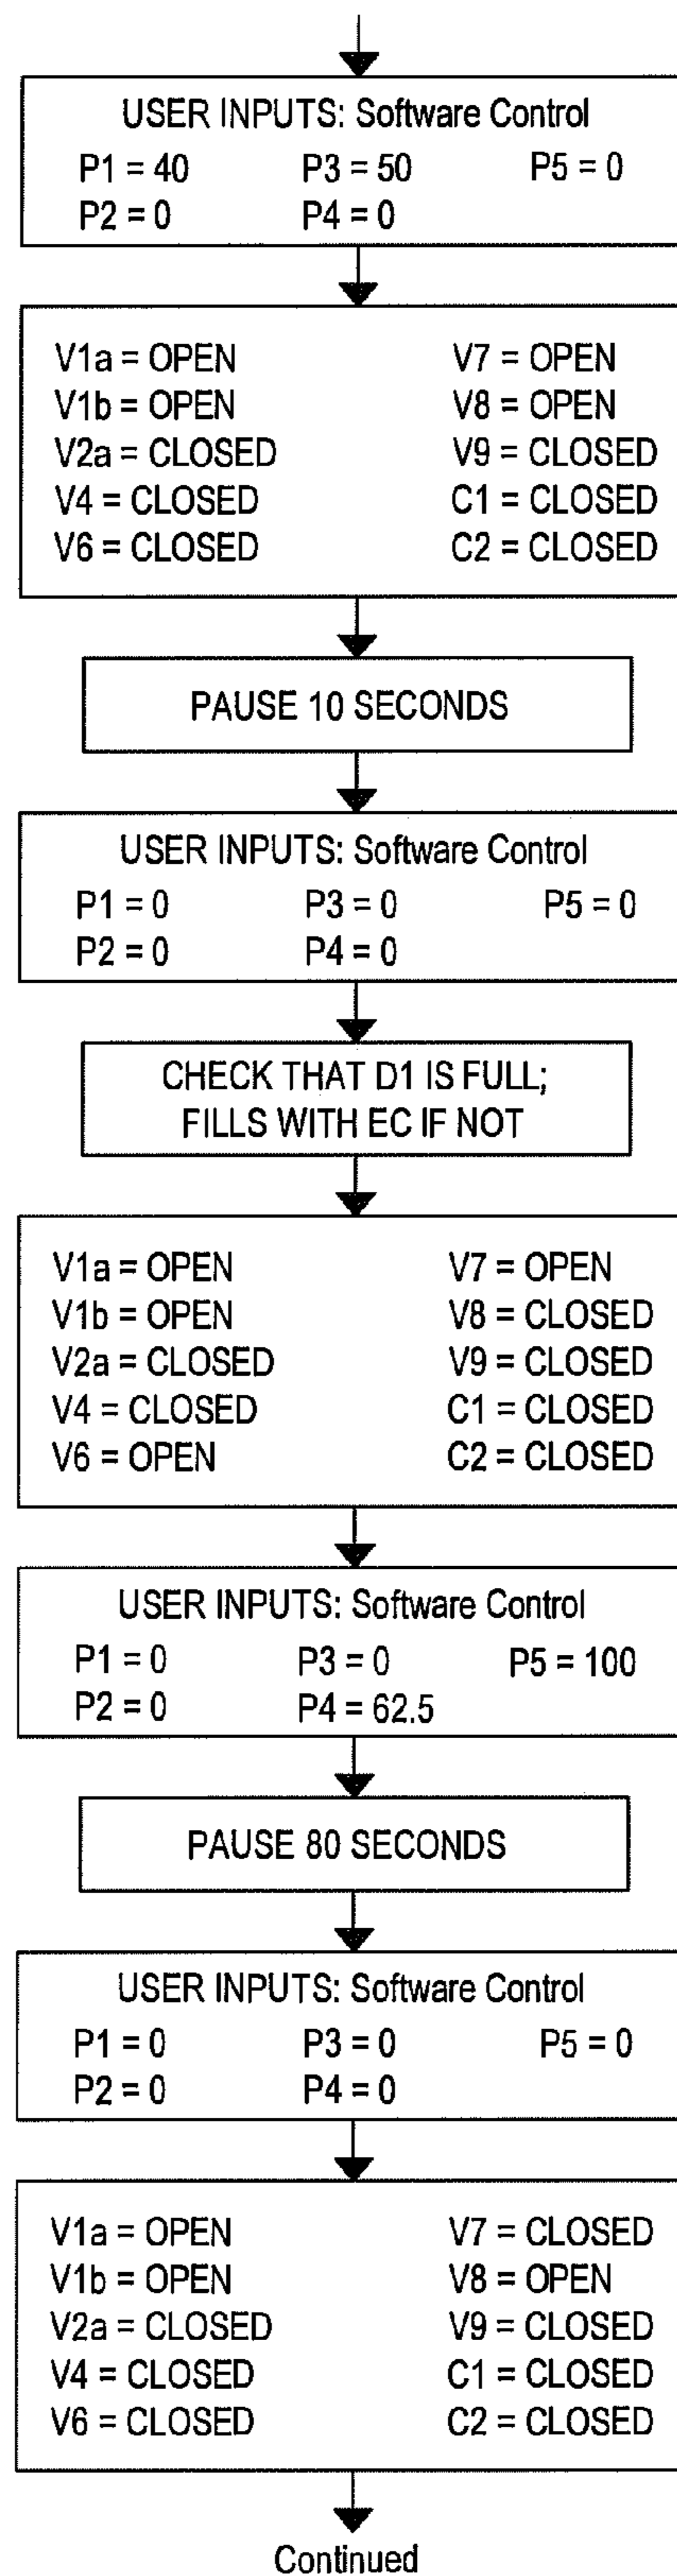 USER INPUTS: Software Control
P1 = 40 P3 = 50 P5 = 0
P2 = 0 P4 = 0
V1a = OPEN V7 = OPEN
V1b = OPEN V8 = OPEN
V2a = CLOSED V9 = CLOSED
V4 = CLOSED C1 = CLOSED
V6 = CLOSED C2 = CLOSED
PAUSE 10 SECONDS
USER INPUTS: Software Control
P1 = 0 P3 = 0 P5 = 0
P2 = 0 P4 = 0
CHECK THAT D1 IS FULL;
FILLS WITH EC IF NOT
V1a = OPEN V7 = OPEN
V1b = OPEN V8 = CLOSED
V2a = CLOSED V9 = CLOSED
V4 = CLOSED C1 = CLOSED
V6 = OPEN C2 = CLOSED
USER INPUTS: Software Control
P1 = 0 P3 = 0 P5 = 100
P2 = 0 P4 = 62.5
PAUSE 80 SECONDS
USER INPUTS: Software Control
P1 = 0 P3 = 0 P5 = 0
P2 = 0 P4 = 0
V1a = OPEN V7 = CLOSED
V1b = OPEN V8 = OPEN
V2a = CLOSED V9 = CLOSED
V4 = CLOSED C1 = CLOSED
V6 = CLOSED C2 = CLOSED
Continued